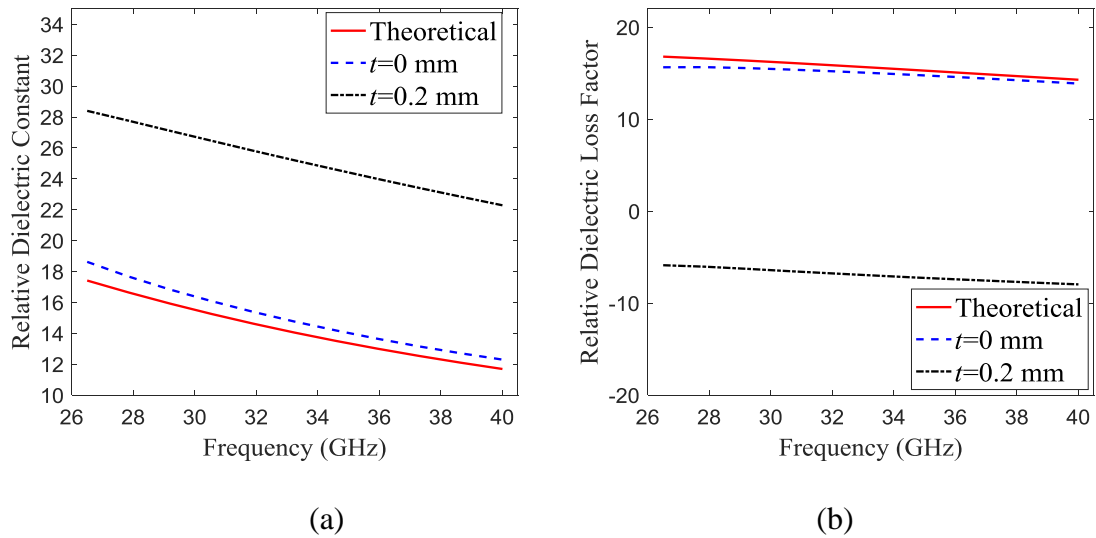 34
32
30
28
26
24
22
20
18
16
14
12
10
26
28
30
32
34
36
38
40
Relative Dielectric Constant
Frequency (GHz)
Theoretical
t=0 mm
t=0.2 mm
(a)
20
10
0
-10
-20
26
28
30
32
34
36
38
40
Relative Dielectric Loss Factor
Frequency (GHz)
Theoretical
t=0 mm
t=0.2 mm
(b)